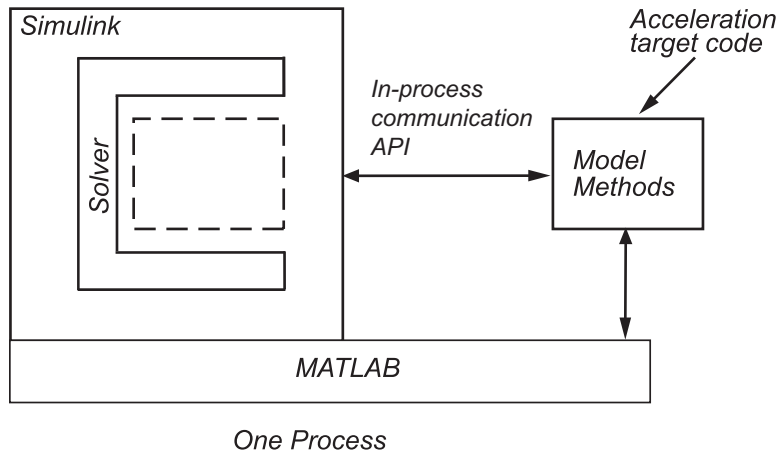 Simulink
Solver
In-process
communication
API
Acceleration
target code
Model
Methods
MATLAB
One Process